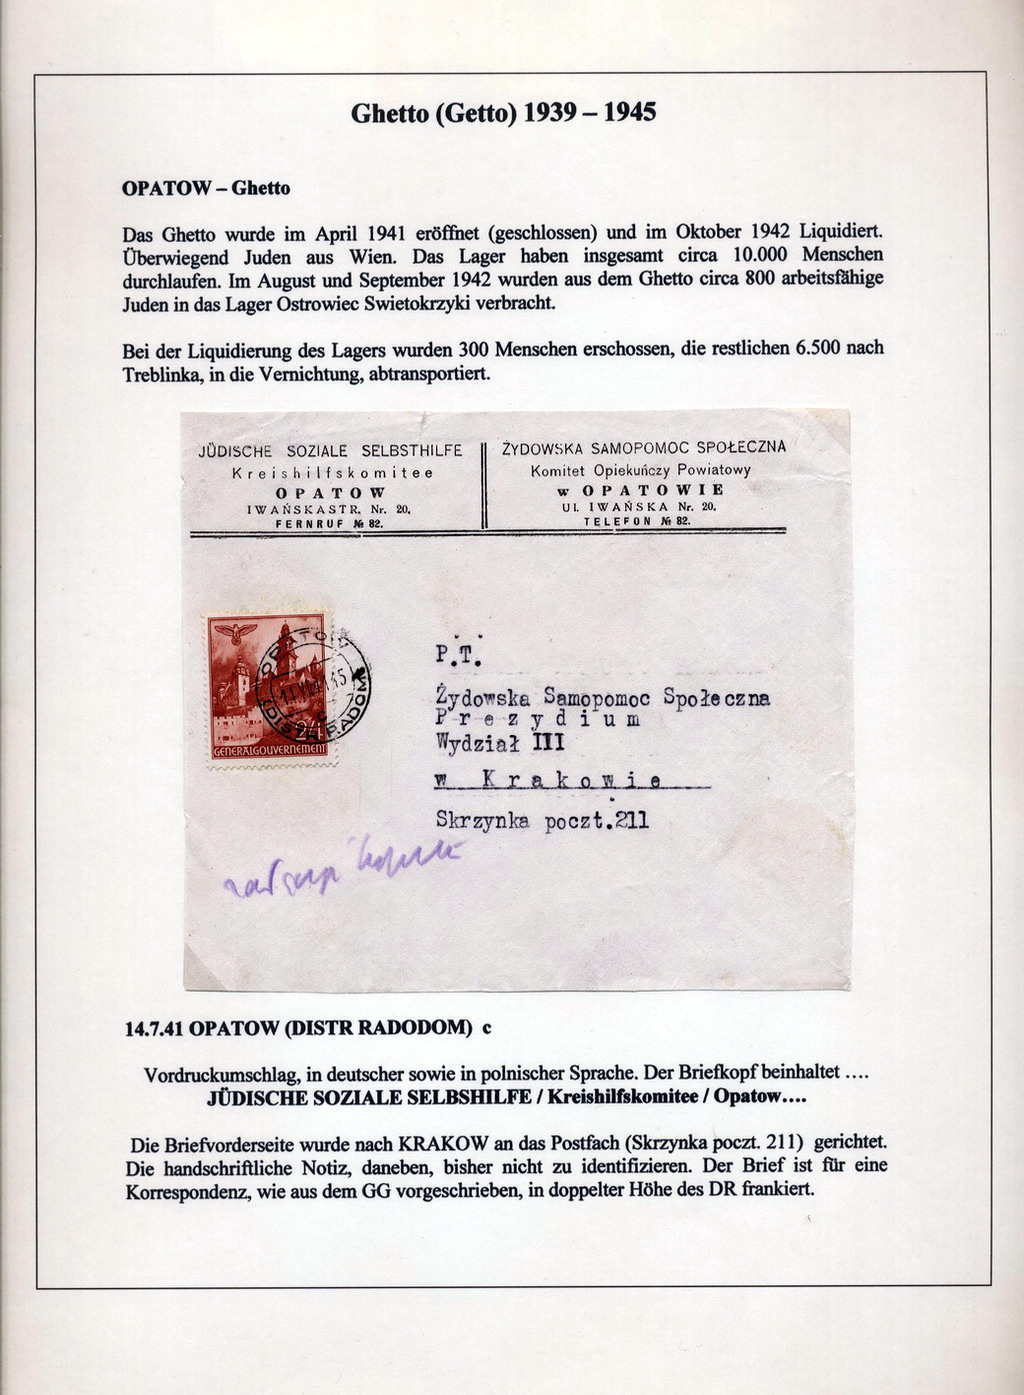 Ghetto (Getto) 1939 – 1945
OPATOW – Ghetto
Das Ghetto wurde im April 1941 eröffnet (geschlossen) und im Oktober 1942 Liquidiert.
Überwiegend Juden aus Wien. Das Lager haben insgesamt circa 10.000 Menschen
durchlaufen. Im August und September 1942 wurden aus dem Ghetto circa 800 arbeitsfähige
Juden in das Lager Ostrowiec Swietokrzyki verbracht.
Bei der Liquidierung des Lagers wurden 300 Menschen erschossen, die restlichen 6.500 nach
Treblinka, in die Vernichtung, abtransportiert.
JÜDISCHE SOZIALE SELBSTHILFE
Kreishilfskomitee
OPATOW
IWAŃSKASTR. Nr. 20.
FERNRUF № 82.
ŻYDOWSKA SAMOPOMOC SPOŁECZNA
Komitet Opiekuńczy Powiatowy
w OPATOWIE
Ul. IWAŃSKA Nr. 20.
TELEFON № 82.
OPATOW
(DISTR. RADOM)
c
24
GENERALGOUVERNEMENT
P.T.
Żydowska Samopomoc Społeczna
Prezydium
Wydział III
w Krakowie
Skrzynka poczt.211
14.7.41 OPATOW (DISTR RADODOM) c
Vordruckumschlag, in deutscher sowie in polnischer Sprache. Der Briefkopf beinhaltet ….
JÜDISCHE SOZIALE SELBSHILFE / Kreishilfskomitee / Opatow….
Die Briefvorderseite wurde nach KRAKOW an das Postfach (Skrzynka poczt. 211) gerichtet.
Die handschriftliche Notiz, daneben, bisher nicht zu identifizieren. Der Brief ist für eine
Korrespondenz, wie aus dem GG vorgeschrieben, in doppelter Höhe des DR frankiert.